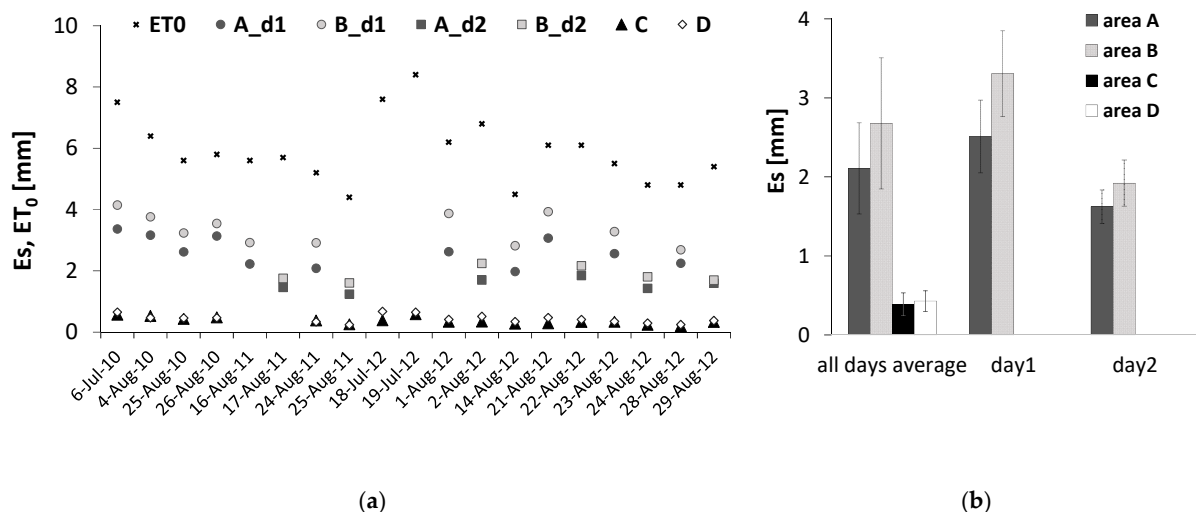 ET0 A_d1 B_d1 A_d2 B_d2 C D
Es, ET0 [mm]
10
8
6
4
2
0
6-Jul-10
4-Aug-10
25-Aug-10
26-Aug-10
16-Aug-11
17-Aug-11
24-Aug-11
25-Aug-11
18-Jul-12
19-Jul-12
1-Aug-12
2-Aug-12
14-Aug-12
21-Aug-12
22-Aug-12
23-Aug-12
24-Aug-12
28-Aug-12
29-Aug-12
(a)
area A
area B
area C
area D
Es [mm]
4
3
2
1
0
all days average day1 day2
(b)